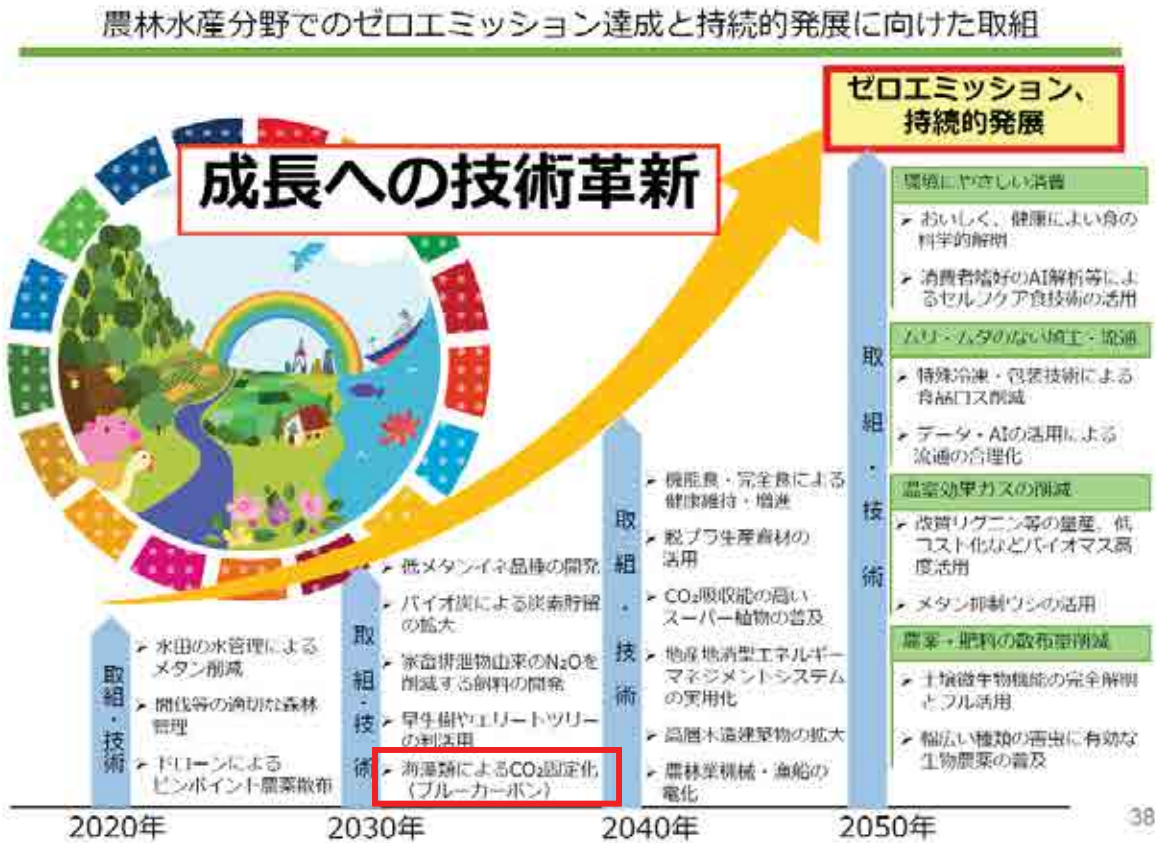 農林水産分野でのゼロエミッション達成と持続的発展に向けた取組
ゼロエミッション、
持続的発展
成長への技術革新
取組・技術
➢ 水田の水管理による
メタン削減
➢ 間伐等の適切な森林
管理
➢ ドローンによる
ピンポイント農薬散布
2020年
取組・技術
➢ 低メタンイネ品種の開発
➢ バイオ炭による炭素貯留
の拡大
➢ 家畜排泄物由来のN₂Oを
削減する飼料の開発
➢ 早生樹やエリートツリー
の利活用
➢ 海藻類によるCO₂固定化
(ブルーカーボン)
2030年
取組・技術
➢ 機能食・完全食による
健康維持・増進
➢ 脱プラ生産資材の
活用
➢ CO₂吸収能の高い
スーパー植物の普及
➢ 地産地消型エネルギー
マネジメントシステム
の実用化
➢ 高層木造建築物の拡大
➢ 農林業機械・漁船の
電化
2040年
取組・技術
環境にやさしい消費
➢ おいしく、健康によい食の
科学的解明
➢ 消費者嗜好のAI解析等によ
るセルフケア食技術の活用
ムリ・ムダのない加工・流通
➢ 特殊冷凍・包装技術による
食品ロス削減
➢ データ・AIの活用による
流通の合理化
温室効果ガスの削減
➢ 改質リグニン等の量産、低
コスト化などバイオマス高
度活用
➢ メタン抑制ウシの活用
農薬・肥料の散布量削減
➢ 土壌微生物機能の完全解明
とフル活用
➢ 幅広い種類の害虫に有効な
生物農薬の普及
2050年
38